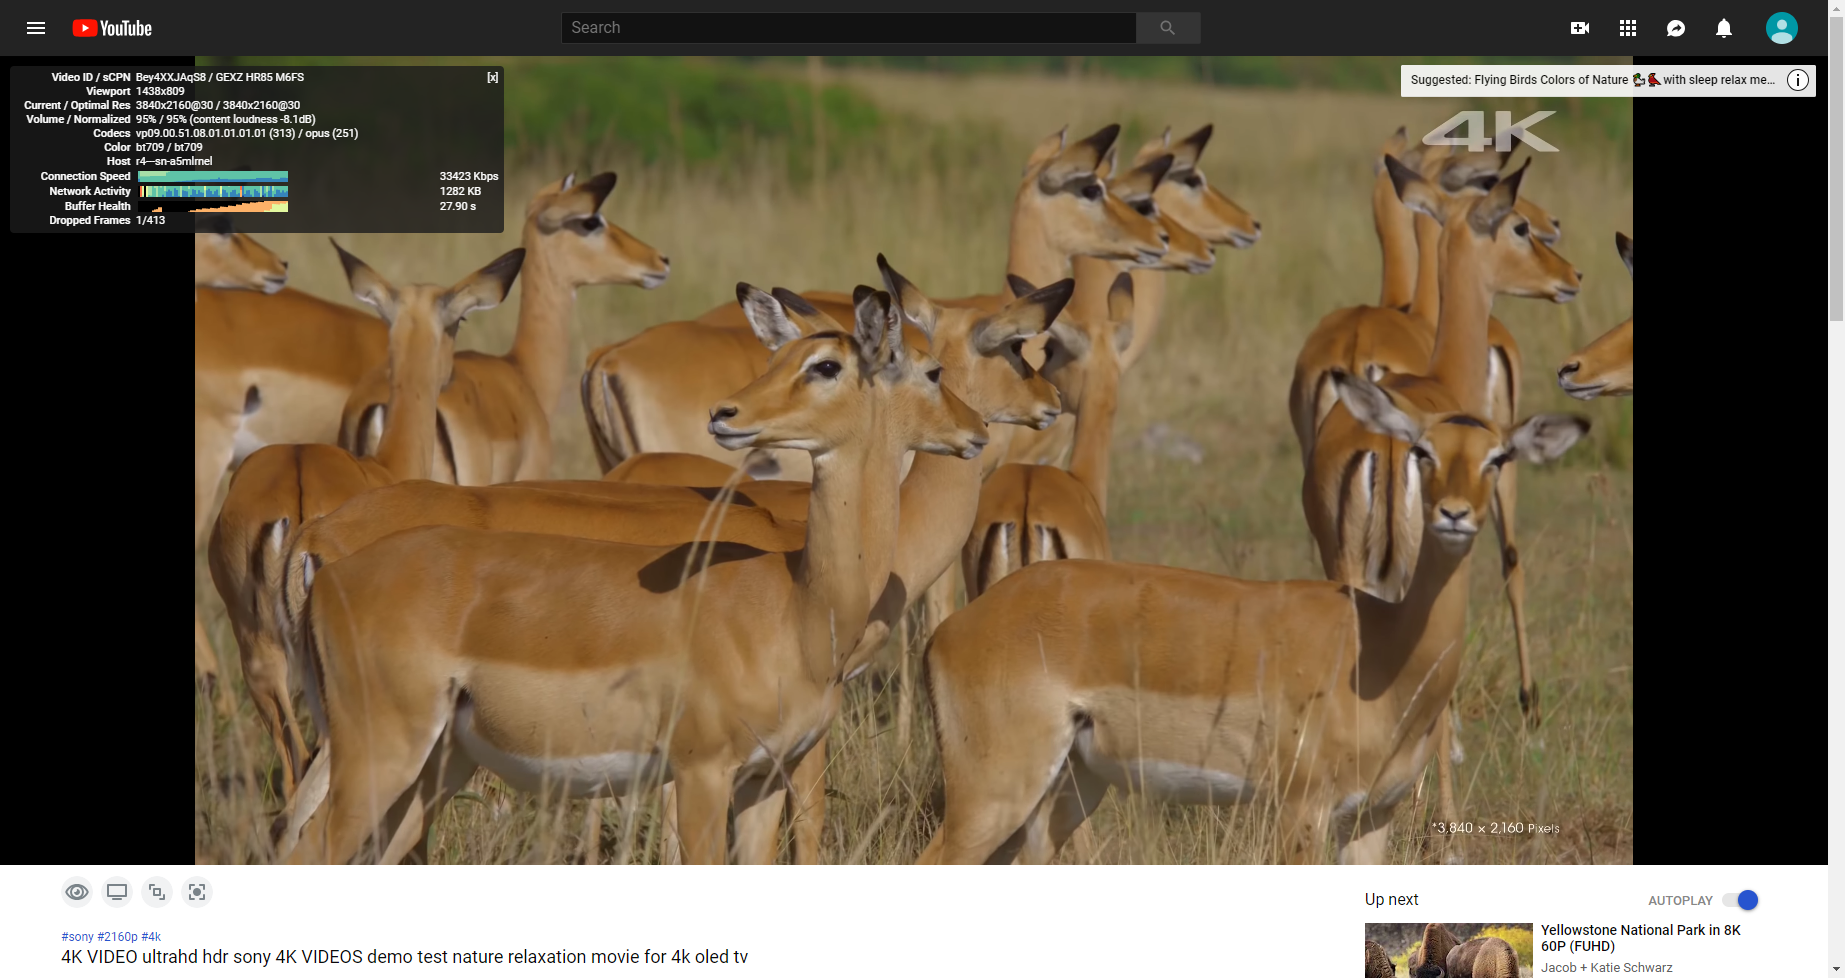 YouTube
Search
Video ID / sCPN Bey4XXJAqS8 / GEXZ HR85 M6FS [x]
Viewport 1438x809
Current / Optimal Res 3840x2160@30 / 3840x2160@30
Volume / Normalized 95% / 95% (content loudness -8.1dB)
Codecs vp09.00.51.08.01.01.01.01 (313) / opus (251)
Color bt709 / bt709
Host r4---sn-a5mlrnel
Connection Speed 33423 Kbps
Network Activity 1282 KB
Buffer Health 27.90 s
Dropped Frames 1/413
Suggested: Flying Birds Colors of Nature 🦆🐦with sleep relax me...
4K
*3,840 × 2,160 Pixels
Up next
AUTOPLAY
#sony #2160p #4k
4K VIDEO ultrahd hdr sony 4K VIDEOS demo test nature relaxation movie for 4k oled tv
Yellowstone National Park in 8K
60P (FUHD)
Jacob + Katie Schwarz